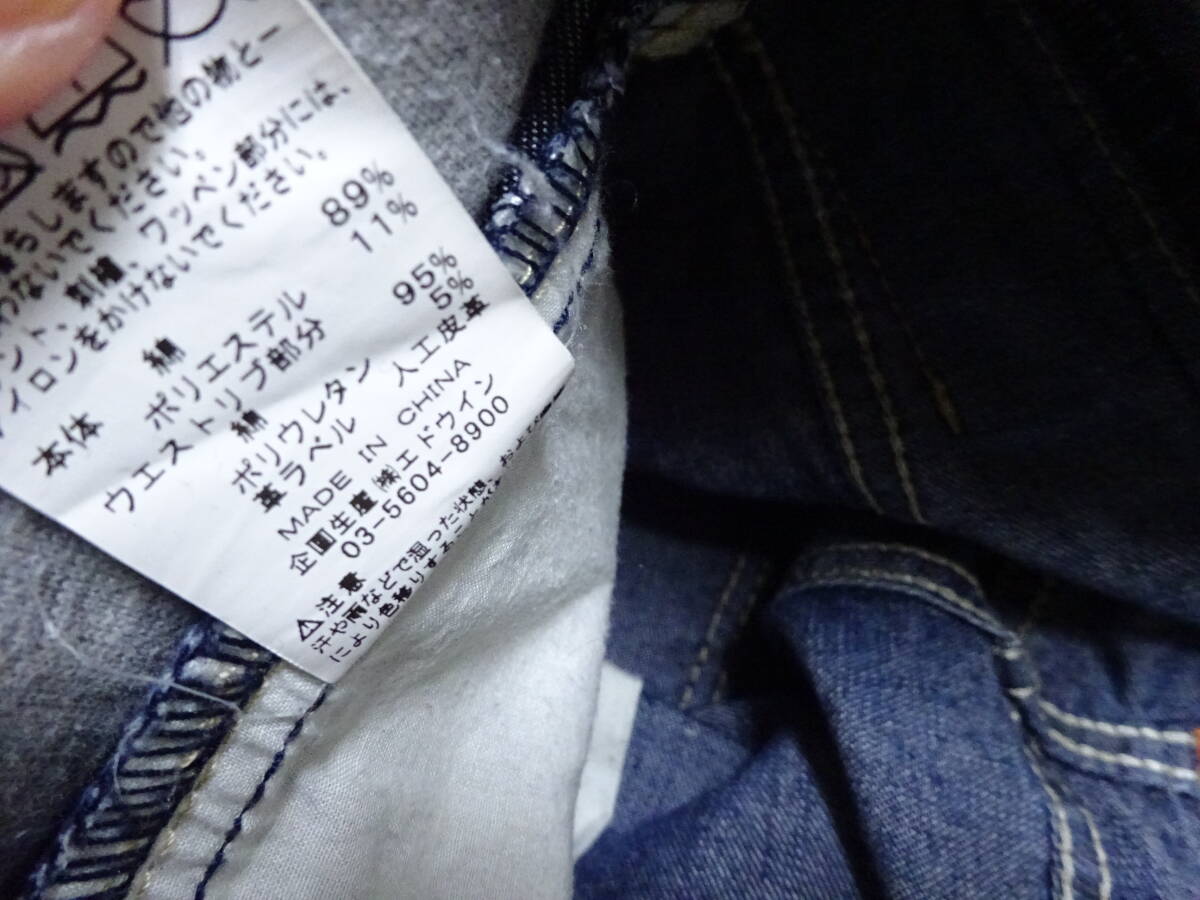 落ちしますので他の物と一
わないでください。
ント、刺繍、ワッペン部分には、
イロンをかけないでください。
本体 綿 89%
ポリエステル 11%
ウエストリブ部分
綿 95%
ポリウレタン 5%
革ラベル 人工皮革
MADE IN CHINA
企画生産 ㈱エドウイン
03-5604-8900
⚠注意
汗や雨などで湿った状態、およ
により色移りすること